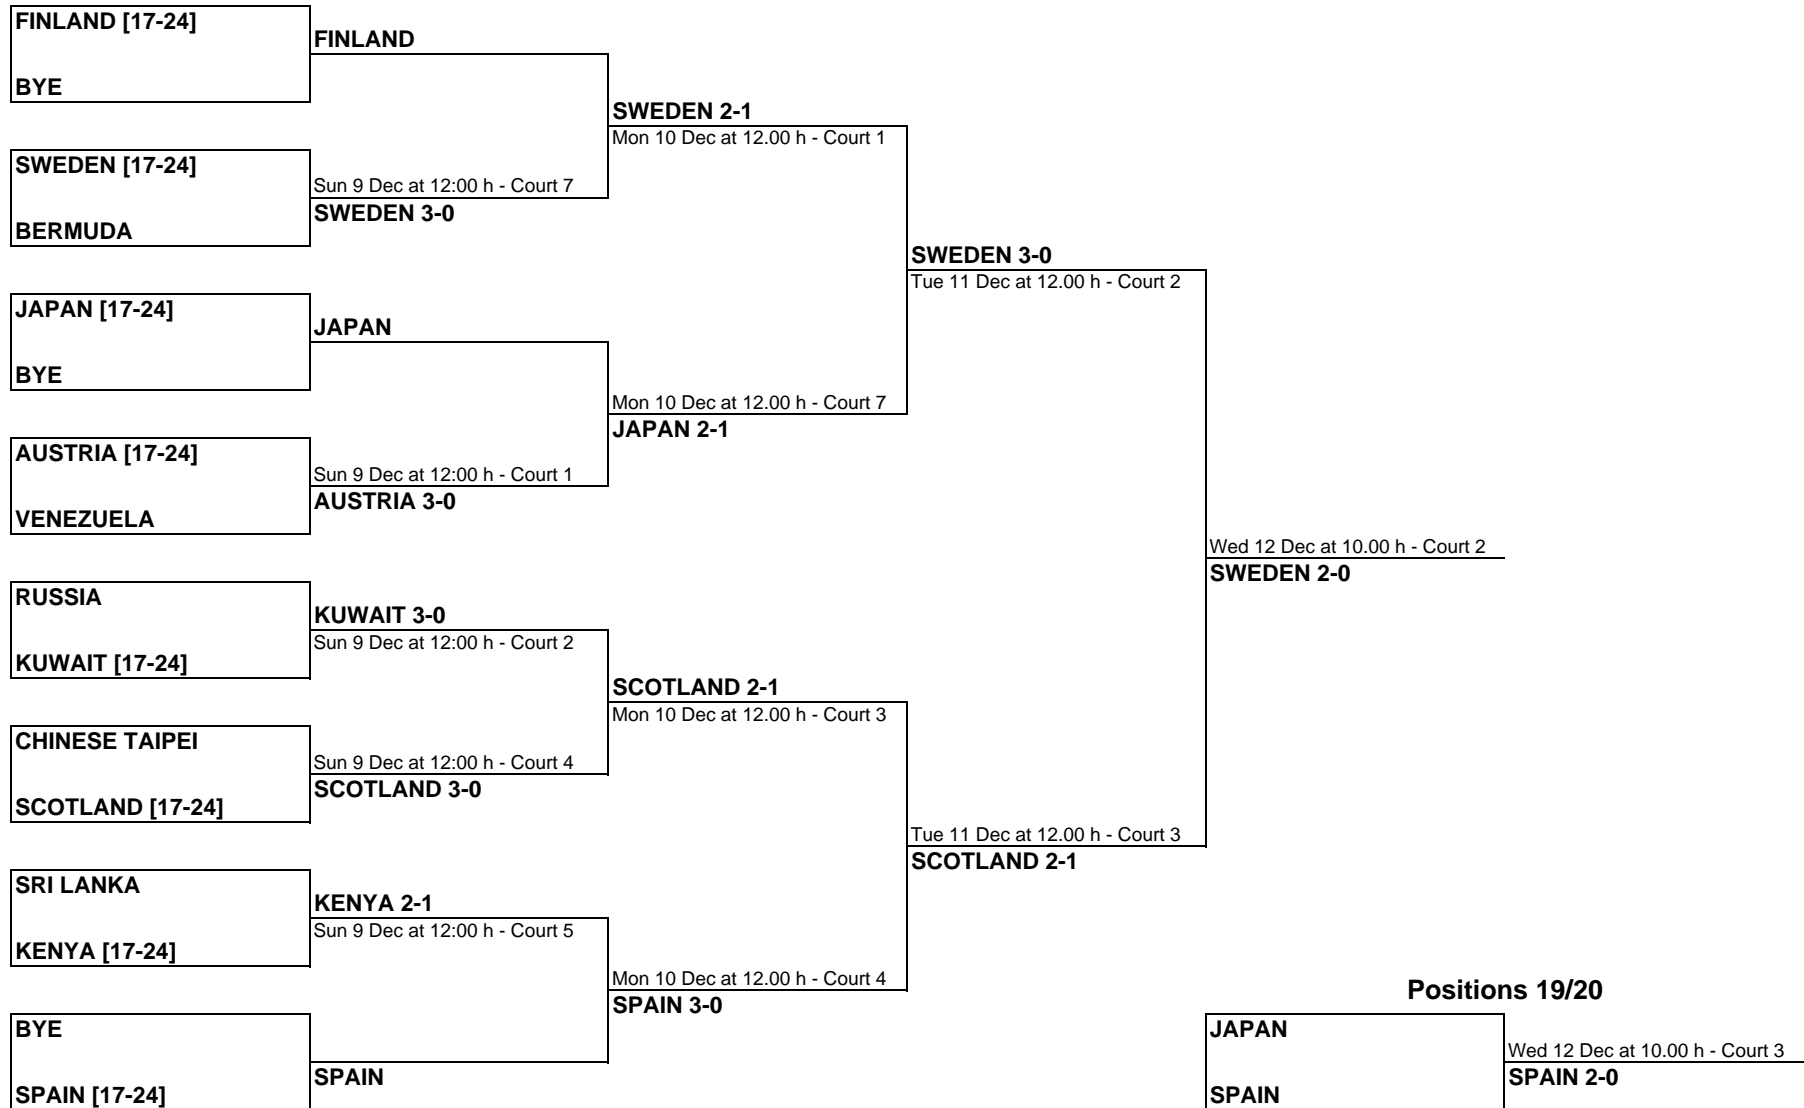 FINLAND [17-24]
FINLAND
BYE
SWEDEN 2-1
Mon 10 Dec at 12.00 h - Court 1
SWEDEN [17-24]
Sun 9 Dec at 12:00 h - Court 7
SWEDEN 3-0
BERMUDA
SWEDEN 3-0
Tue 11 Dec at 12.00 h - Court 2
JAPAN [17-24]
JAPAN
BYE
Mon 10 Dec at 12.00 h - Court 7
JAPAN 2-1
AUSTRIA [17-24]
Sun 9 Dec at 12:00 h - Court 1
AUSTRIA 3-0
VENEZUELA
Wed 12 Dec at 10.00 h - Court 2
SWEDEN 2-0
RUSSIA
KUWAIT 3-0
Sun 9 Dec at 12:00 h - Court 2
KUWAIT [17-24]
SCOTLAND 2-1
Mon 10 Dec at 12.00 h - Court 3
CHINESE TAIPEI
Sun 9 Dec at 12:00 h - Court 4
SCOTLAND 3-0
SCOTLAND [17-24]
Tue 11 Dec at 12.00 h - Court 3
SCOTLAND 2-1
SRI LANKA
KENYA 2-1
Sun 9 Dec at 12:00 h - Court 5
KENYA [17-24]
Mon 10 Dec at 12.00 h - Court 4
SPAIN 3-0
Positions 19/20
BYE
JAPAN
Wed 12 Dec at 10.00 h - Court 3
SPAIN
SPAIN 2-0
SPAIN [17-24]
SPAIN